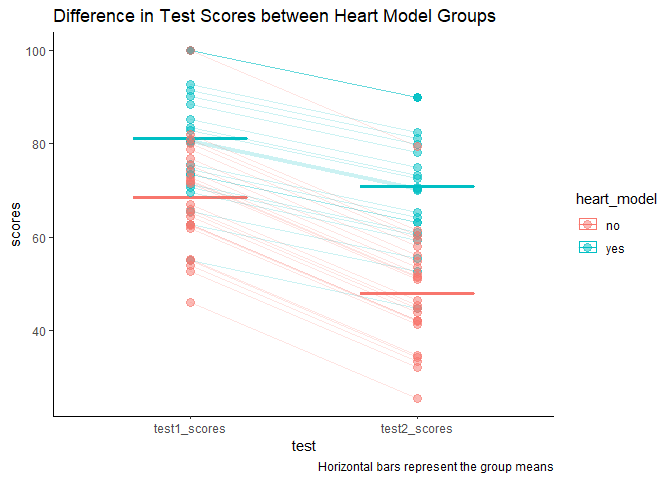 Difference in Test Scores between Heart Model Groups
100
80
60
40
scores
test1_scores
test2_scores
test
heart_model
no
yes
Horizontal bars represent the group means